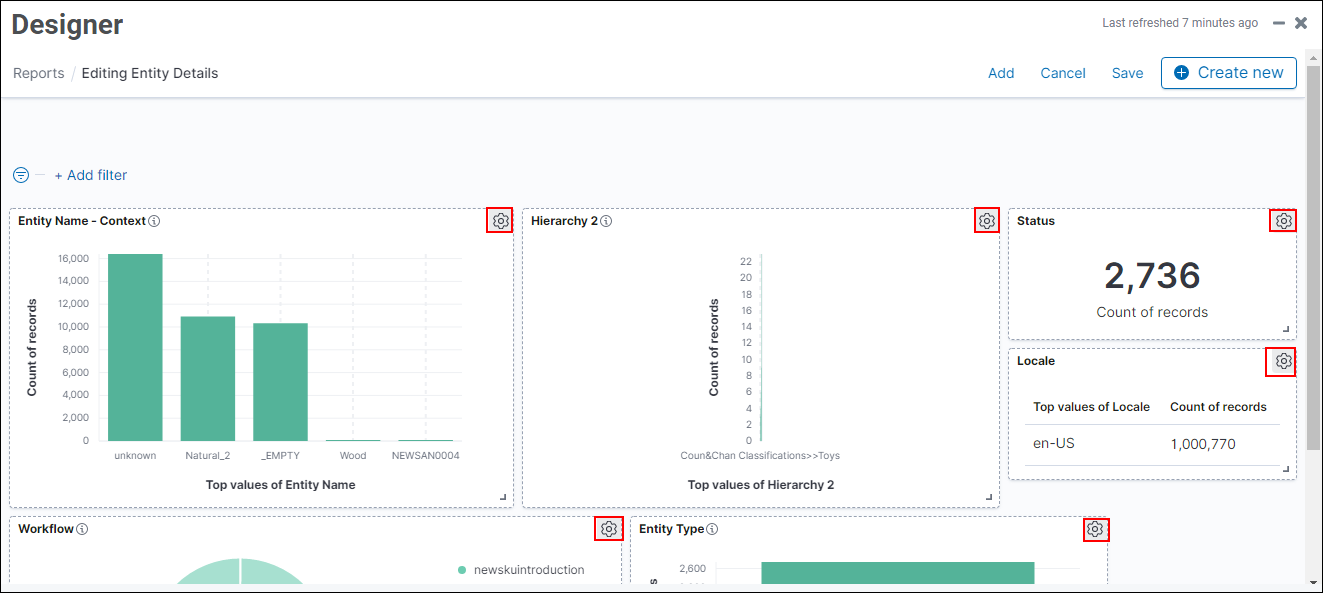 Designer
Last refreshed 7 minutes ago
Reports / Editing Entity Details
Add Cancel Save Create new
+ Add filter
Entity Name - Context
16,000
14,000
12,000
10,000
8,000
6,000
4,000
2,000
0
Count of records
unknown Natural_2 _EMPTY Wood NEWSAN0004
Top values of Entity Name
Hierarchy 2
22
20
18
16
14
12
10
8
6
4
2
0
Count of records
Coun&Chan Classifications>>Toys
Top values of Hierarchy 2
Status
2,736
Count of records
Locale
Top values of Locale Count of records
en-US 1,000,770
Workflow
newskuintroduction
Entity Type
2,600